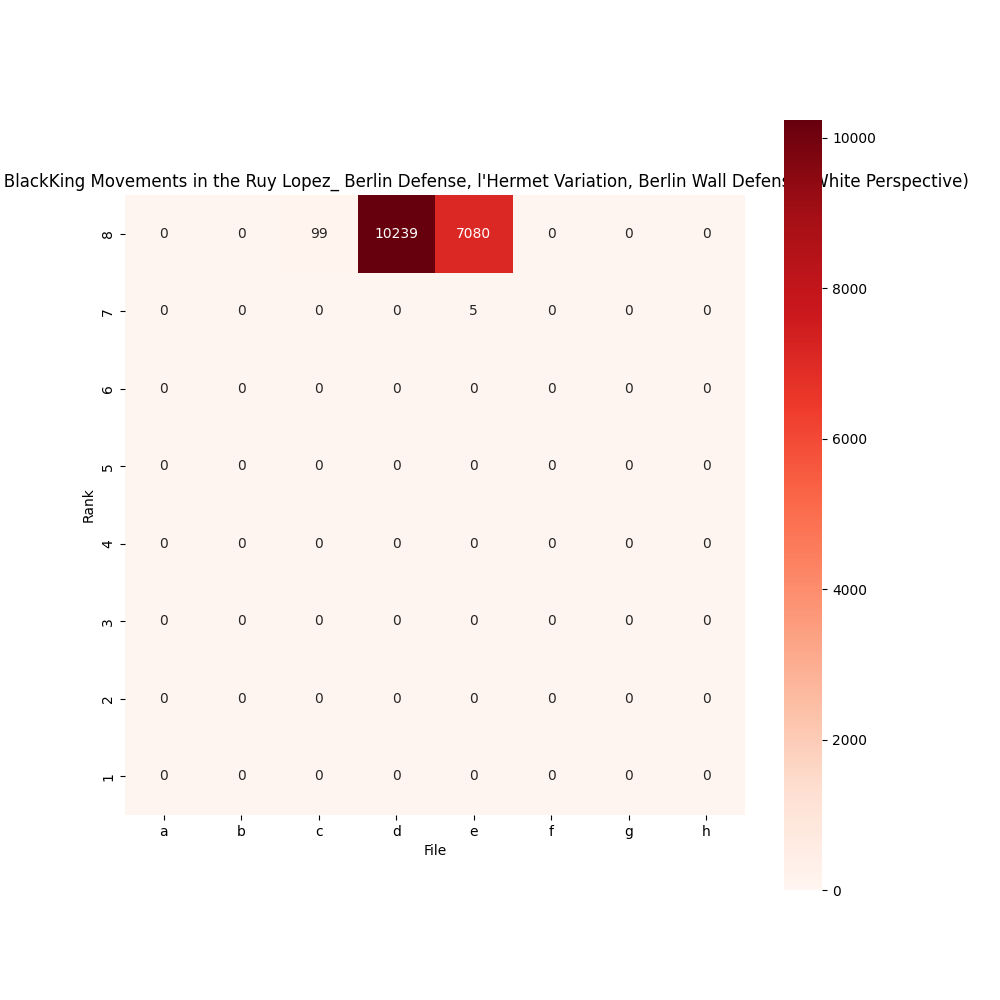 BlackKing Movements in the Ruy Lopez_ Berlin Defense, l'Hermet Variation, Berlin Wall Defens White Perspective)
10000
8000
6000
4000
2000
0
8 0 0 99 10239 7080 0 0 0
7 0 0 0 0 5 0 0 0
6 0 0 0 0 0 0 0 0
5 0 0 0 0 0 0 0 0
4 0 0 0 0 0 0 0 0
3 0 0 0 0 0 0 0 0
2 0 0 0 0 0 0 0 0
1 0 0 0 0 0 0 0 0
Rank
a b c d e f g h
File